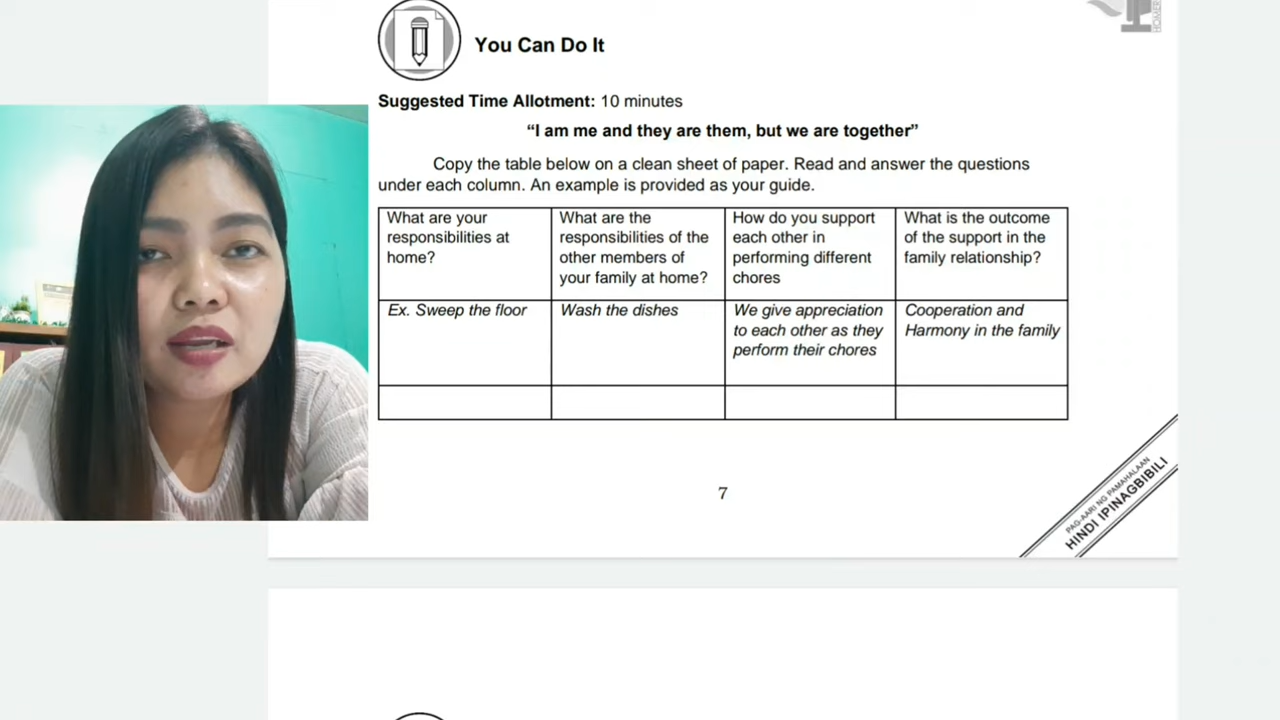 You Can Do It
Suggested Time Allotment: 10 minutes
“I am me and they are them, but we are together”
Copy the table below on a clean sheet of paper. Read and answer the questions
under each column. An example is provided as your guide.
What are your
responsibilities at
home?
What are the
responsibilities of the
other members of
your family at home?
How do you support
each other in
performing different
chores
What is the outcome
of the support in the
family relationship?
Ex. Sweep the floor
Wash the dishes
We give appreciation
to each other as they
perform their chores
Cooperation and
Harmony in the family
7
PAG-AARI NG PAMAHALAAN
HINDI IPINAGBIBILI